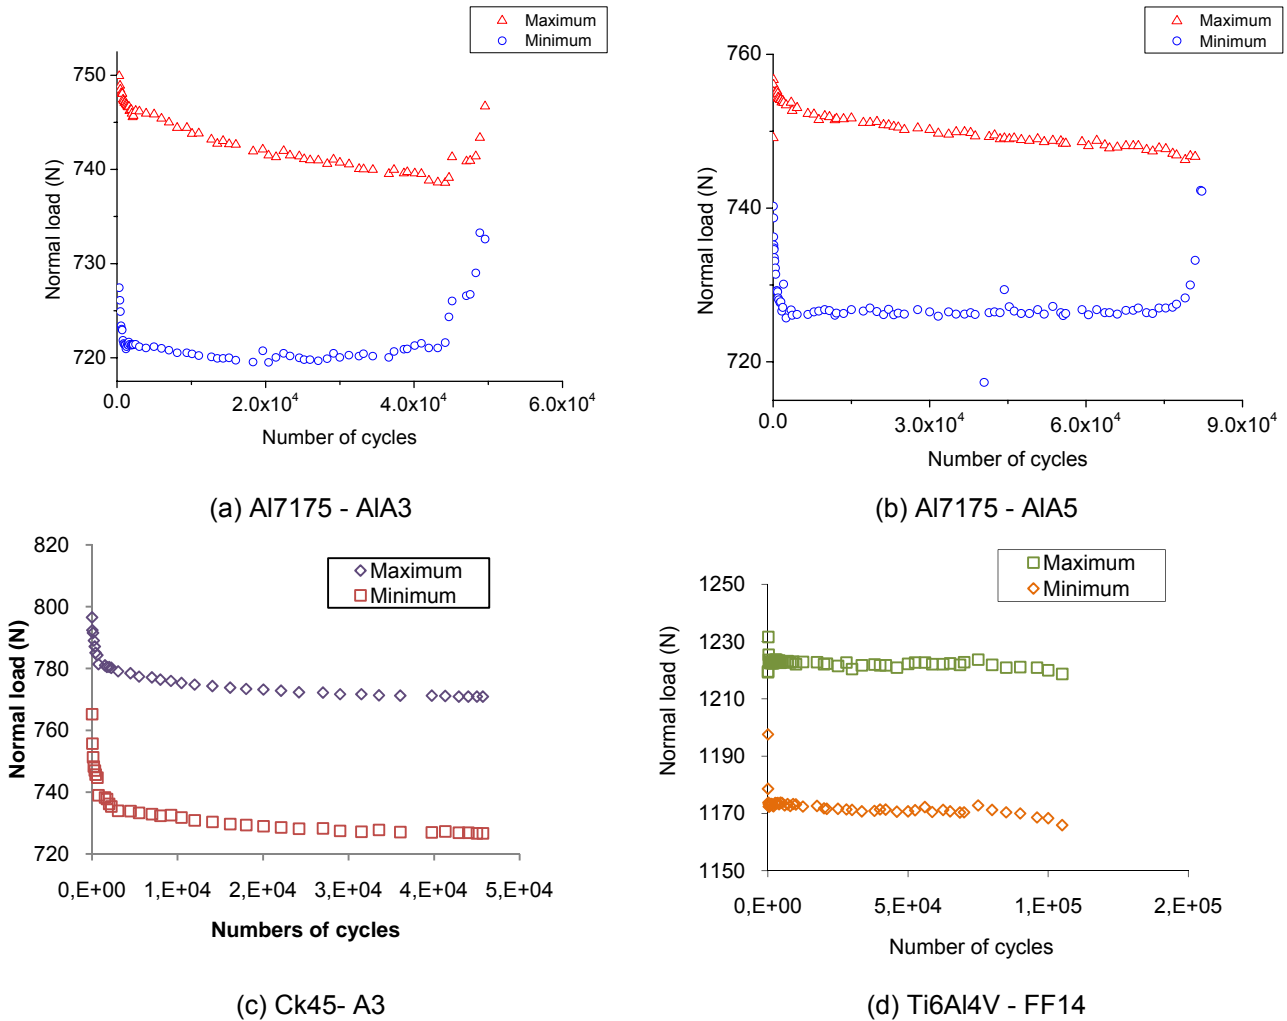 Maximum
Minimum
750
740
730
720
Normal load (N)
0.0
2.0x10⁴
4.0x10⁴
6.0x10⁴
Number of cycles
(a) Al7175 - AlA3
Maximum
Minimum
760
740
720
Normal load (N)
0.0
3.0x10⁴
6.0x10⁴
9.0x10⁴
Number of cycles
(b) Al7175 - AlA5
Maximum
Minimum
820
800
780
760
740
720
Normal load (N)
0,E+00
1,E+04
2,E+04
3,E+04
4,E+04
5,E+04
Numbers of cycles
(c) Ck45- A3
Maximum
Minimum
1250
1230
1210
1190
1170
1150
Normal load (N)
0,E+00
5,E+04
1,E+05
2,E+05
Number of cycles
(d) Ti6Al4V - FF14